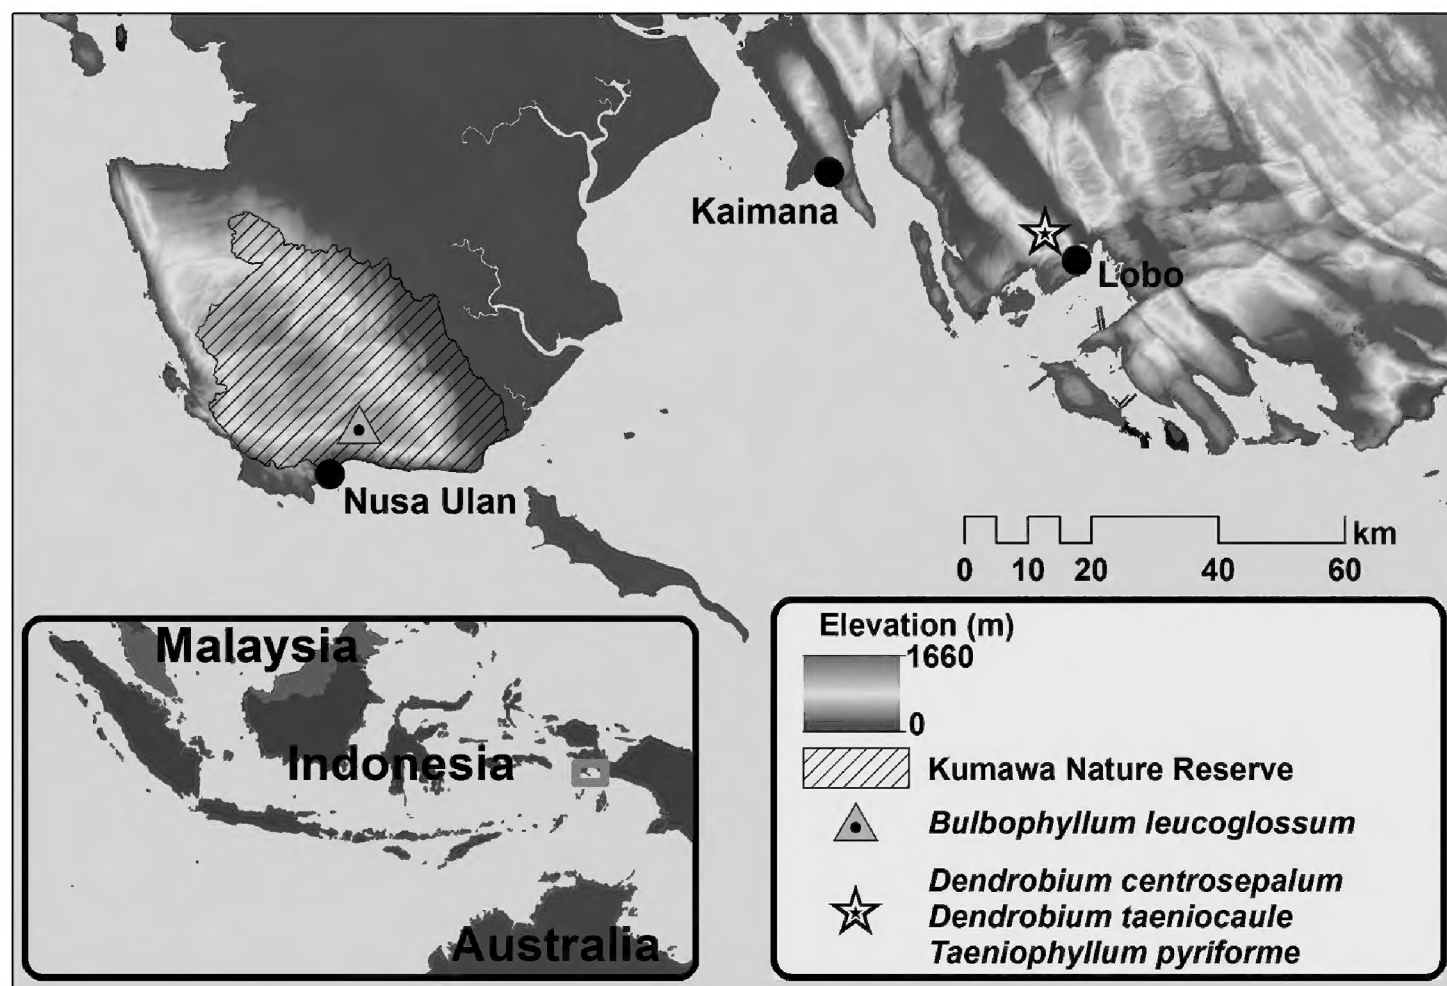 Kaimana
Lobo
Nusa Ulan
km
0 10 20 40 60
Malaysia
Indonesia
Australia
Elevation (m)
1660
0
Kumawa Nature Reserve
Bulbophyllum leucoglossum
Dendrobium centrosepalum
Dendrobium taeniocaule
Taeniophyllum pyriforme